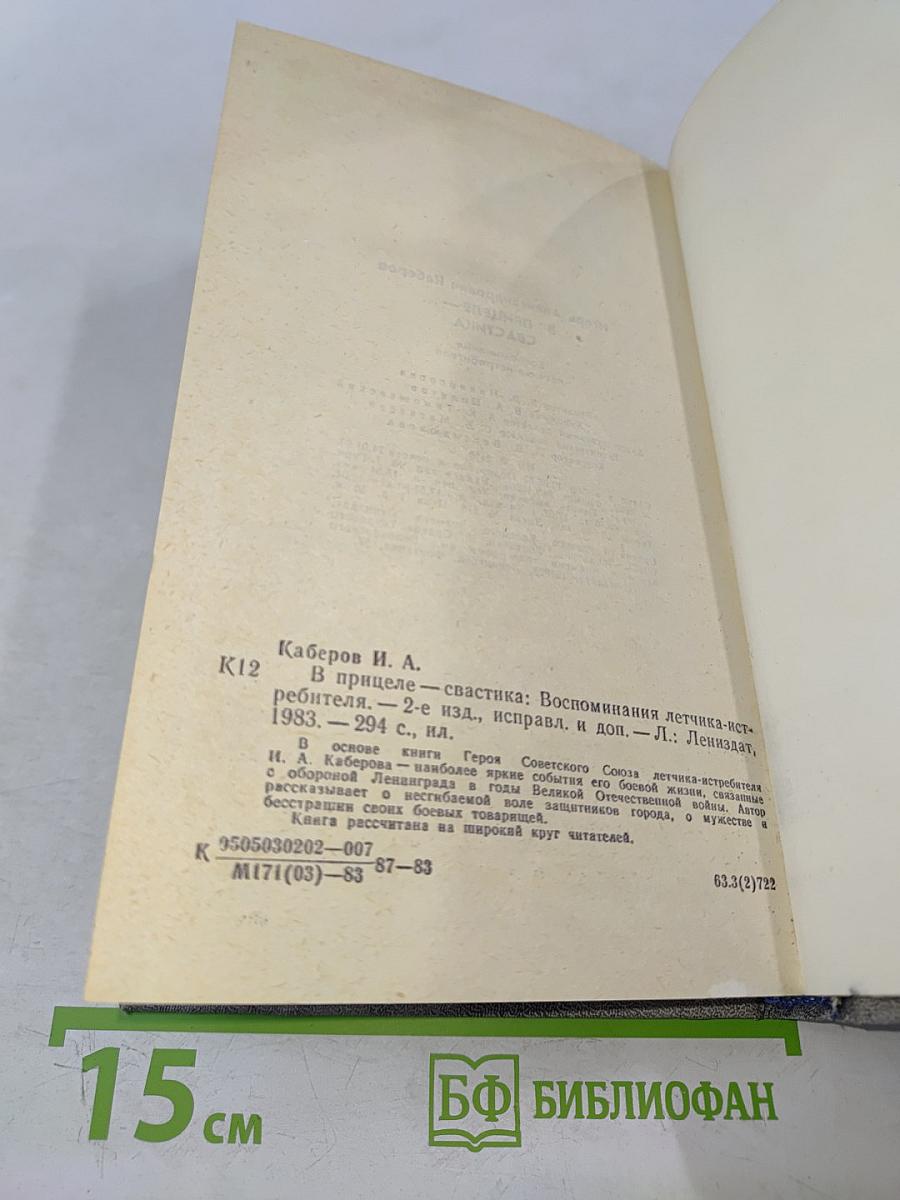 Каберов И. А.
К12
В прицеле — свастика: Воспоминания летчика-ист-
ребителя. — 2-е изд., исправл. и доп. — Л.: Лениздат,
1983. — 294 с., ил.
В основе книги Героя Советского Союза летчика-истребителя
И. А. Каберова — наиболее яркие события его боевой жизни, связанные
с обороной Ленинграда в годы Великой Отечественной войны. Автор
рассказывает о несгибаемой воле защитников города, о мужестве и
бесстрашии своих боевых товарищей.
Книга рассчитана на широкий круг читателей.
К 9505030202—007
М171(03)—83
87—83
63.3(2)722
15 см
БФ БИБЛИОФАН